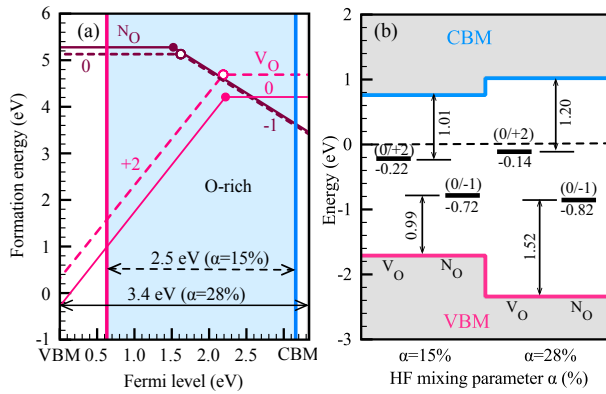 (a)
N_O
0
V_O
0
-1
+2
O-rich
2.5 eV (α=15%)
3.4 eV (α=28%)
6
5
4
3
2
1
0
-1
VBM 0.5 1.0 1.5 2.0 2.5 CBM
Fermi level (eV)
Formation energy (eV)
(b)
CBM
1.01
1.20
(0/+2)
-0.22
(0/+2)
-0.14
(0/-1)
-0.72
(0/-1)
-0.82
0.99
1.52
V_O N_O V_O N_O
VBM
2
1
0
-1
-2
-3
Energy (eV)
α=15% α=28%
HF mixing parameter α (%)